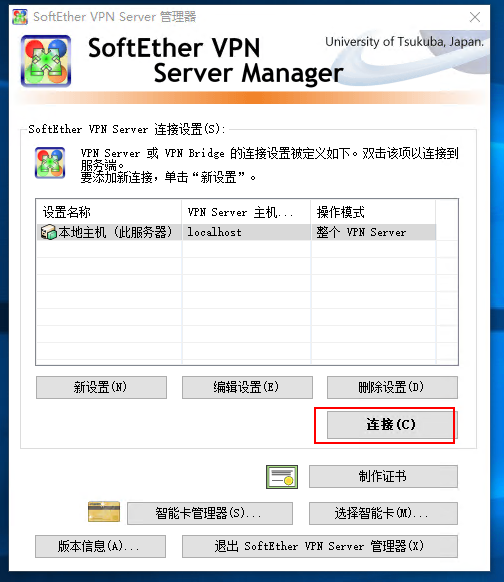 SoftEther VPN Server 管理器
SoftEther VPN
Server Manager
University of Tsukuba, Japan.
SoftEther VPN Server 连接设置(S):
VPN Server 或 VPN Bridge 的连接设置被定义如下。双击该项以连接到
服务端。
要添加新连接，单击“新设置”。
设置名称 VPN Server 主机... 操作模式
本地主机 (此服务器) localhost 整个 VPN Server
新设置(N) 编辑设置(E) 删除设置(D)
连接(C)
制作证书
智能卡管理器(S)... 选择智能卡(M)...
版本信息(A)... 退出 SoftEther VPN Server 管理器(X)